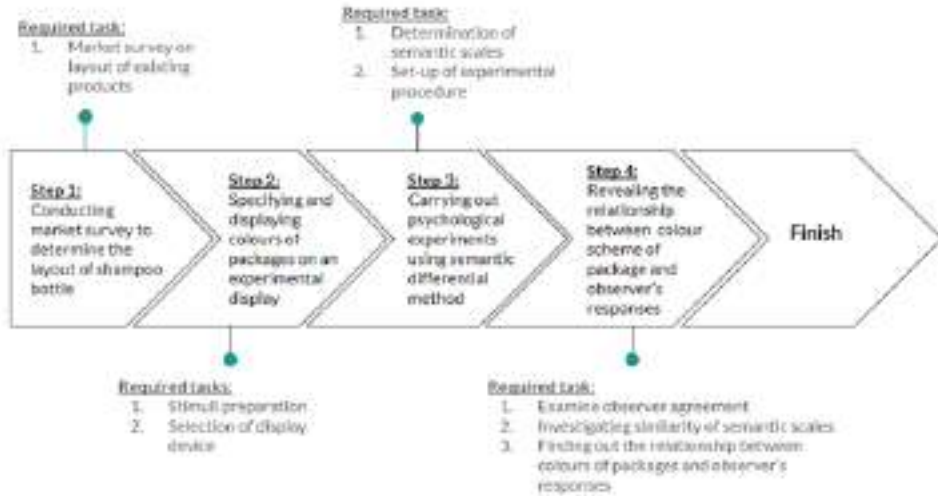 Required task:
1. Market survey on
layout of existing
products
Required task:
1. Determination of
semantic scales
2. Set-up of experimental
procedure
Step 1:
Conducting
market survey to
determine the
layout of shampoo
bottle
Step 2:
Specifying and
displaying
colours of
packages on an
experimental
display
Step 3:
Carrying out
psychological
experiments
using semantic
differential
method
Step 4:
Revealing the
relationship
between colour
scheme of
package and
observer's
responses
Finish
Required tasks:
1. Stimuli preparation
2. Selection of display
device
Required task:
1. Examine observer agreement
2. Investigating similarity of semantic scales
3. Finding out the relationship between
colours of packages and observer's
responses